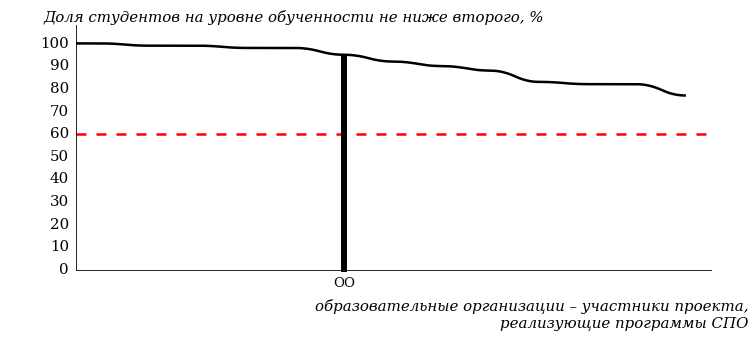 Доля студентов на уровне обученности не ниже второго, %
100
90
80
70
60
50
40
30
20
10
0
ОО
образовательные организации – участники проекта,
реализующие программы СПО